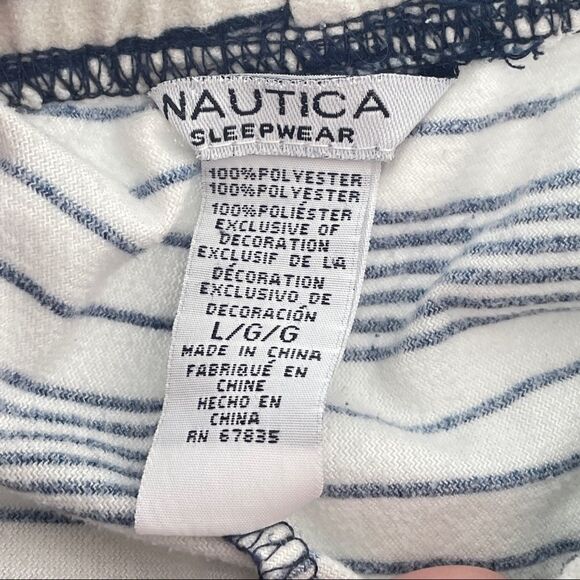 NAUTICA
SLEEPWEAR
100%POLYESTER
100%POLYESTER
100%POLIÉSTER
EXCLUSIVE OF
DECORATION
EXCLUSIF DE LA
DÉCORATION
EXCLUSIVO DE
DECORACIÓN
L/G/G
MADE IN CHINA
FABRIQUÉ EN
CHINE
HECHO EN
CHINA
RN 67835